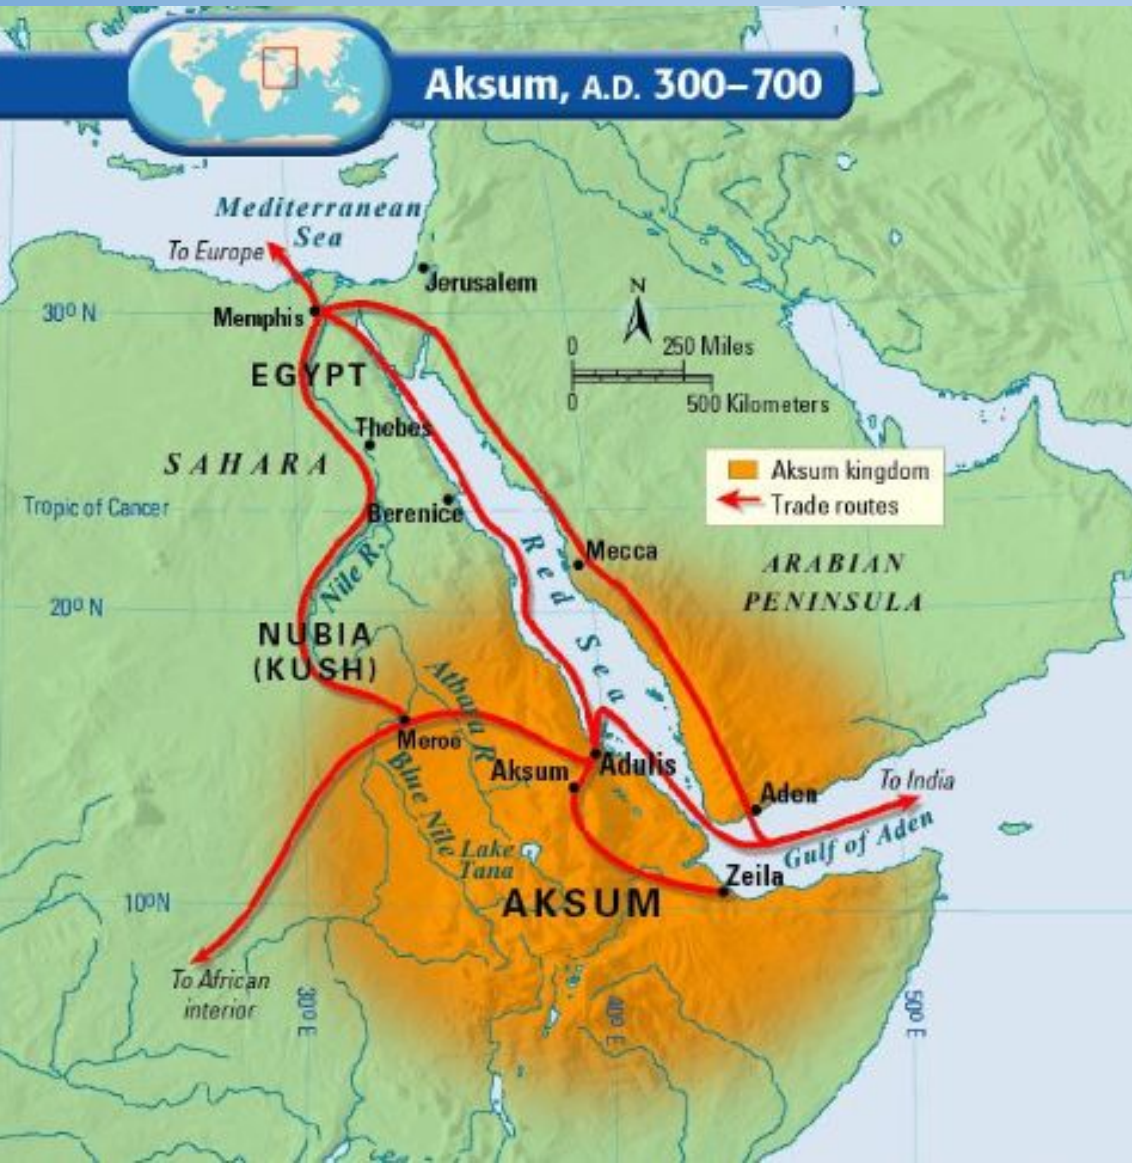 Aksum, A.D. 300–700
Mediterranean
Sea
To Europe
Jerusalem
30° N
Memphis
N
0 250 Miles
0 500 Kilometers
EGYPT
Thebes
SAHARA
Aksum kingdom
Trade routes
Tropic of Cancer
Berenice
Red Sea
Mecca
ARABIAN
PENINSULA
Nile R.
20° N
NUBIA
(KUSH)
Atbara R.
Meroe
Adulis
Aksum
Blue Nile
To India
Aden
Gulf of Aden
Lake
Tana
Zeila
AKSUM
10°N
To African
interior
30° E
40° E
50° E